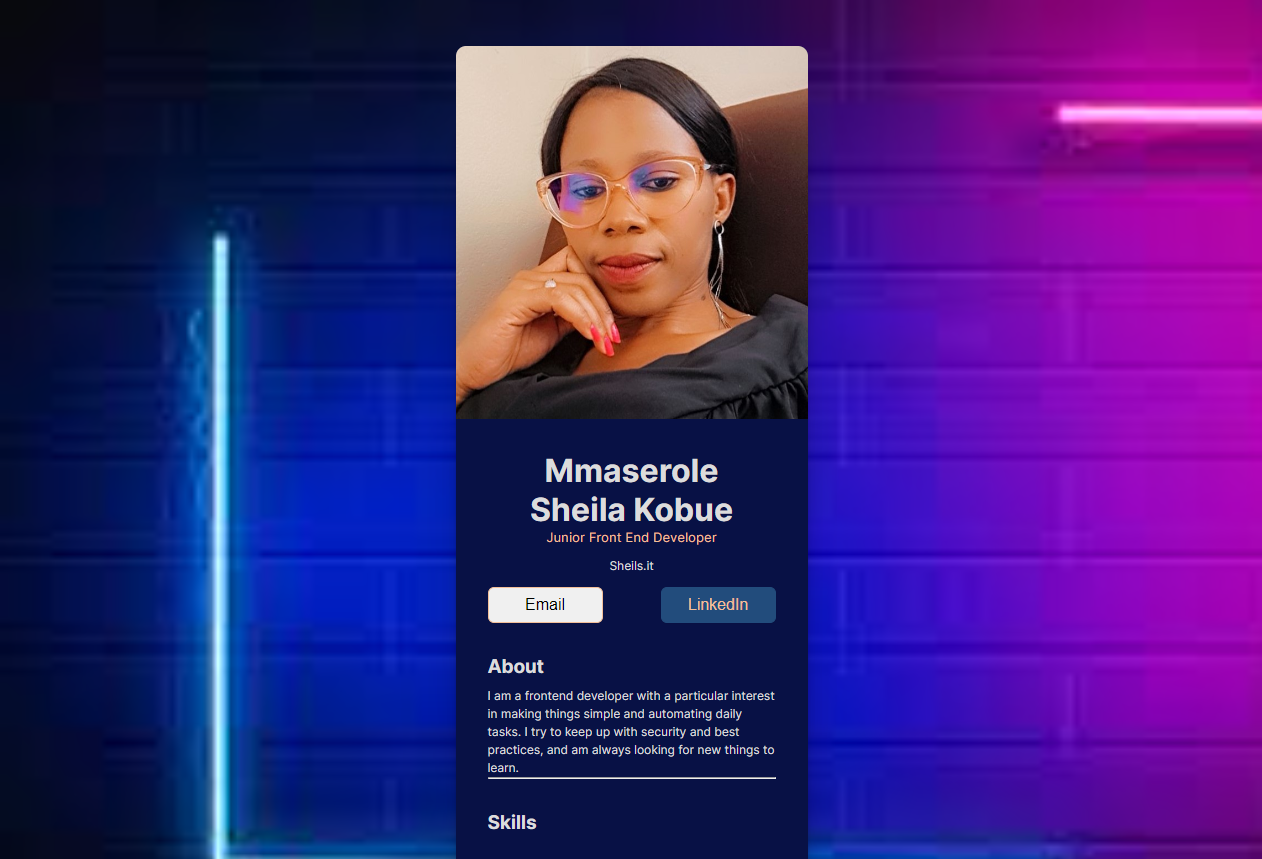 Mmaserole
Sheila Kobue
Junior Front End Developer
Sheils.it
Email
LinkedIn
About
I am a frontend developer with a particular interest
in making things simple and automating daily
tasks. I try to keep up with security and best
practices, and am always looking for new things to
learn.
Skills